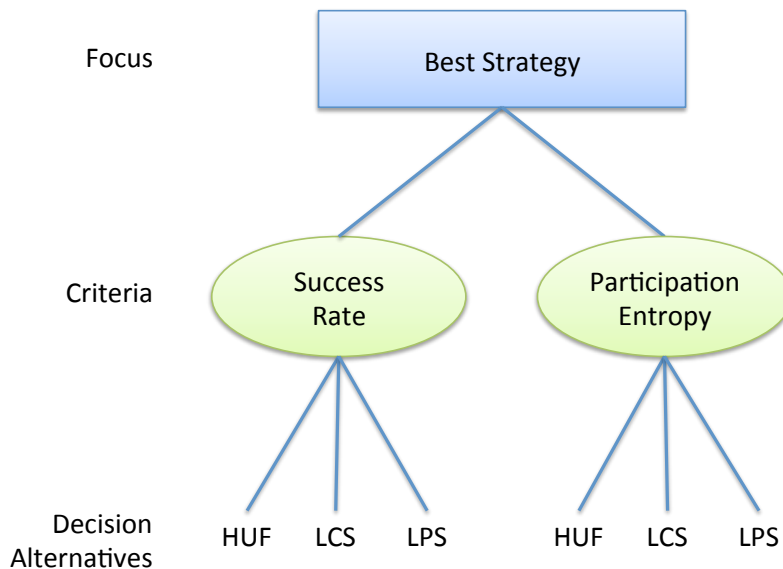 Focus
Best Strategy
Criteria
Success
Rate
Participation
Entropy
Decision
Alternatives
HUF LCS LPS HUF LCS LPS